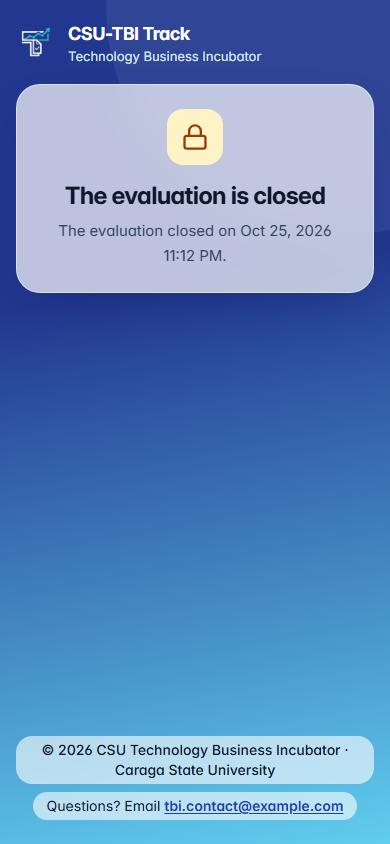 CSU-TBI Track
Technology Business Incubator
The evaluation is closed
The evaluation closed on Oct 25, 2026
11:12 PM.
© 2026 CSU Technology Business Incubator ·
Caraga State University
Questions? Email tbi.contact@example.com